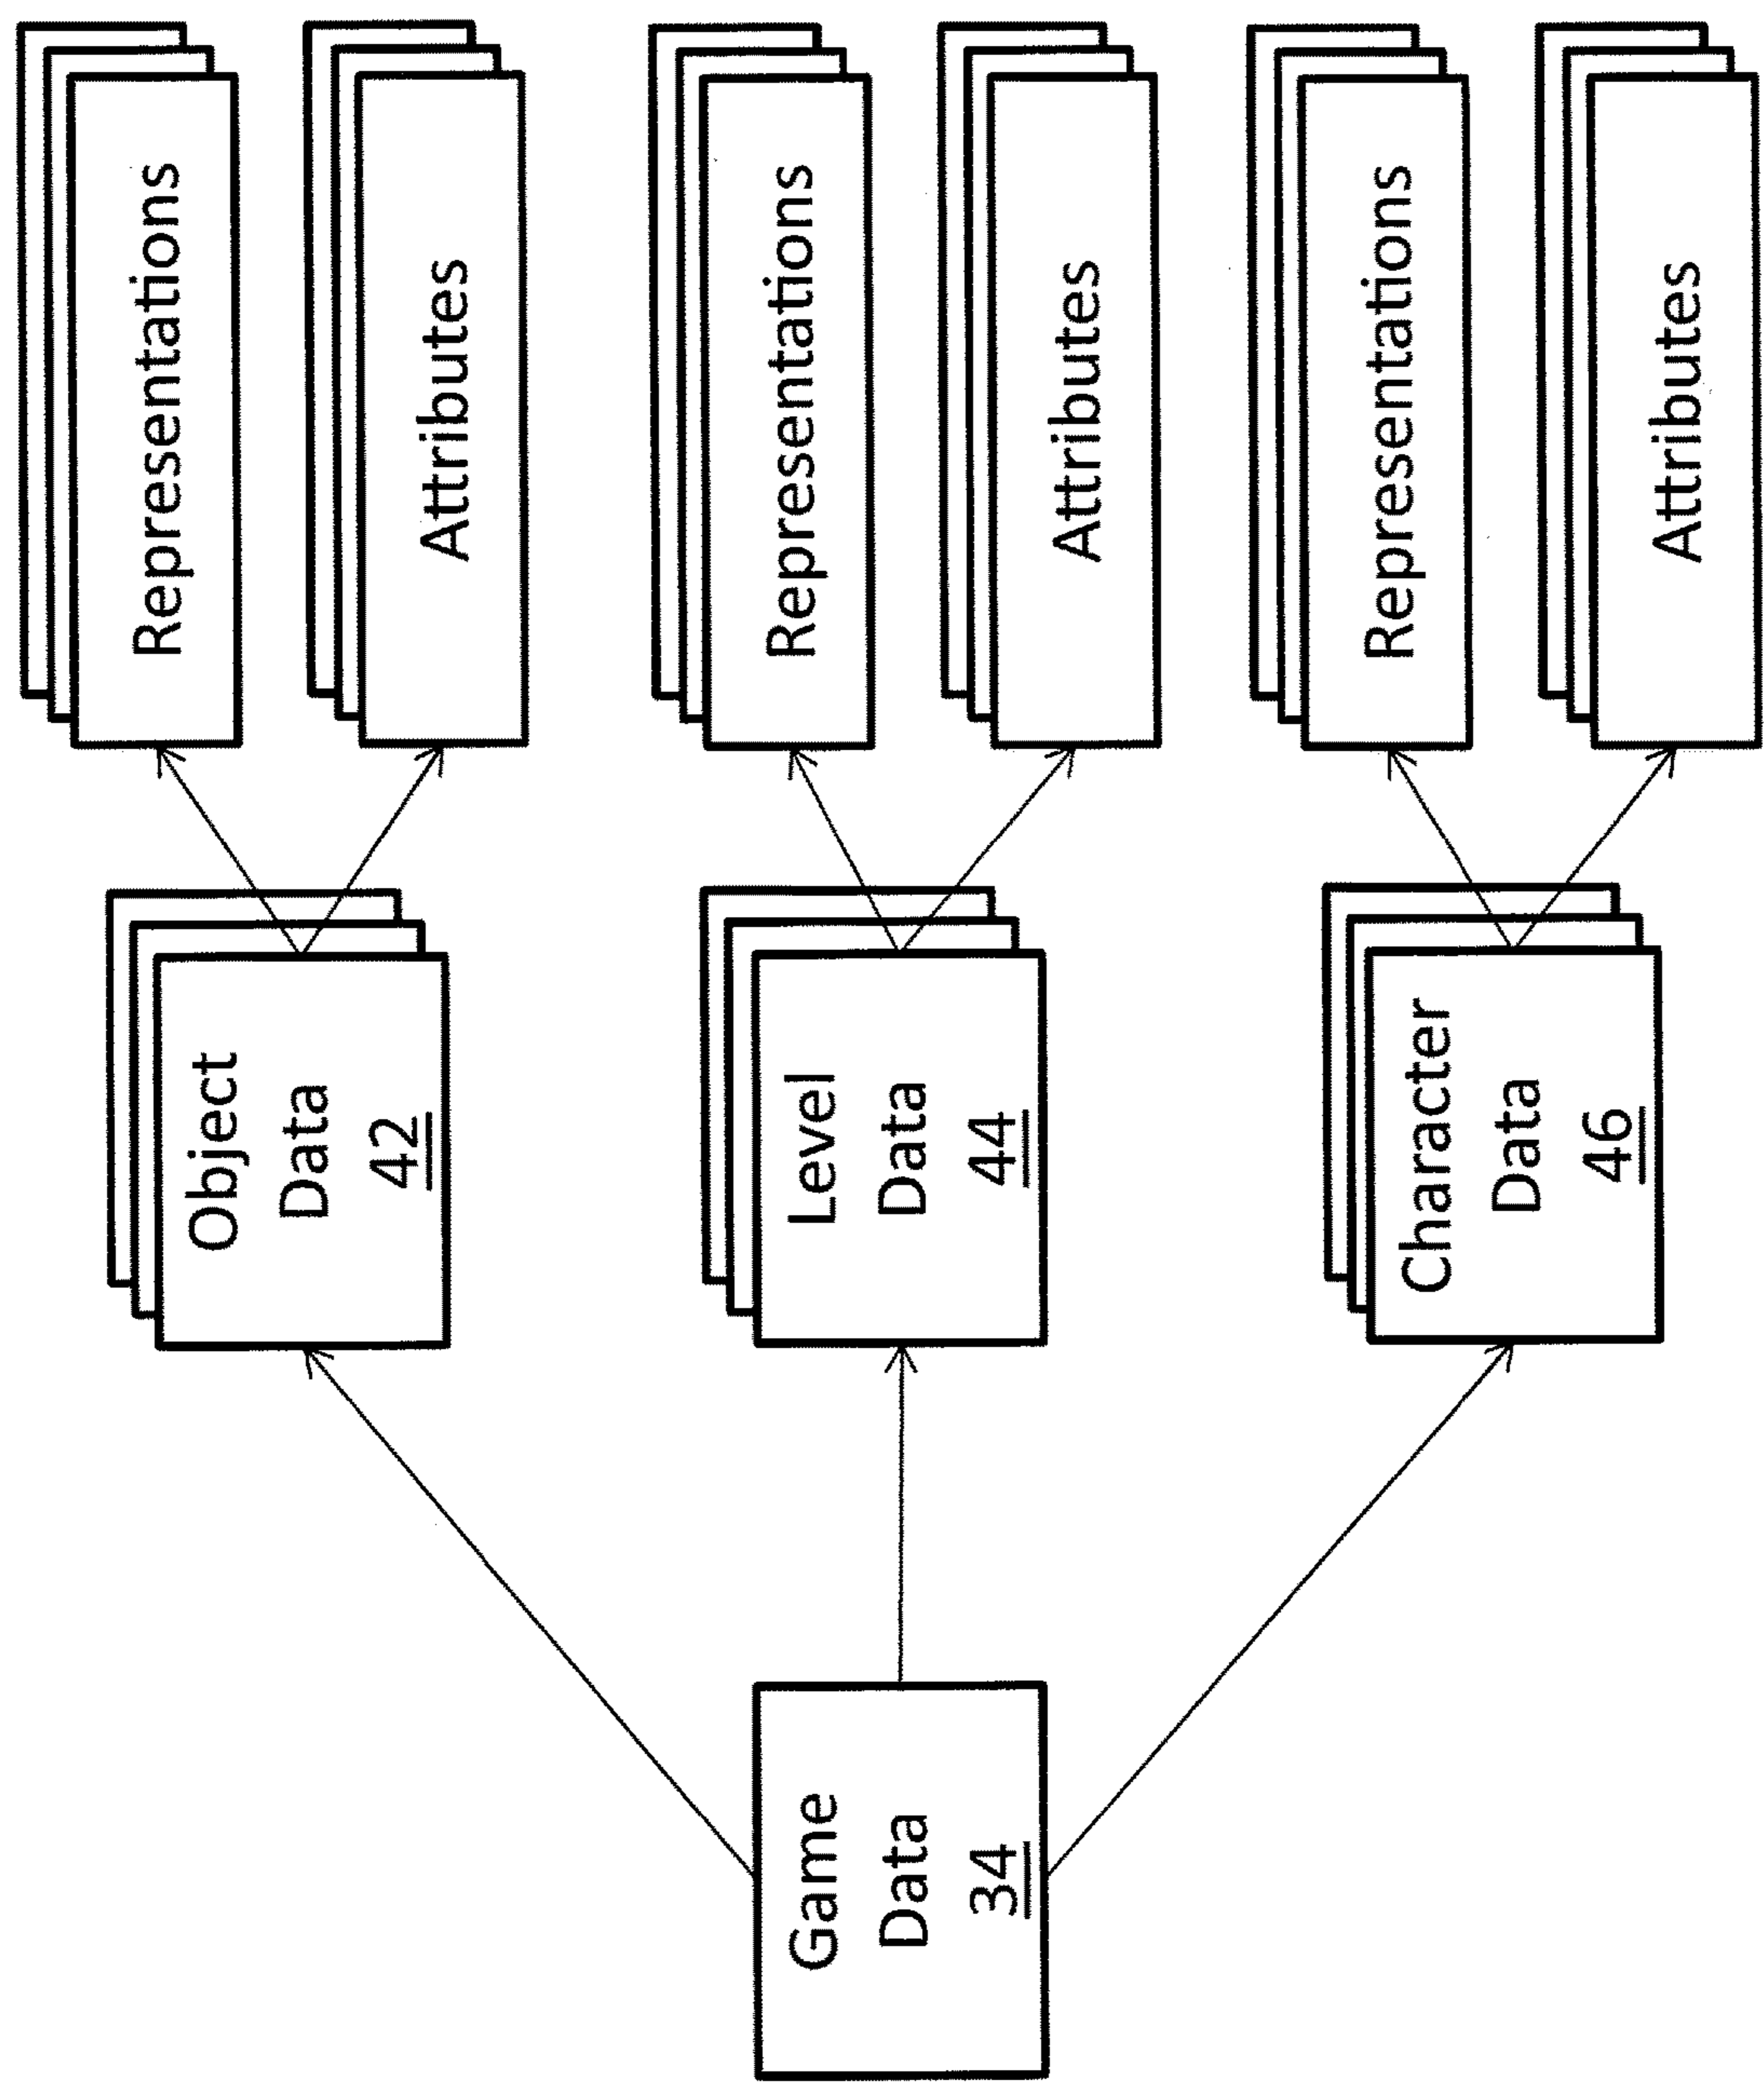 Game
Data
34
Object
Data
42
Level
Data
44
Character
Data
46
Representations
Attributes
Representations
Attributes
Representations
Attributes